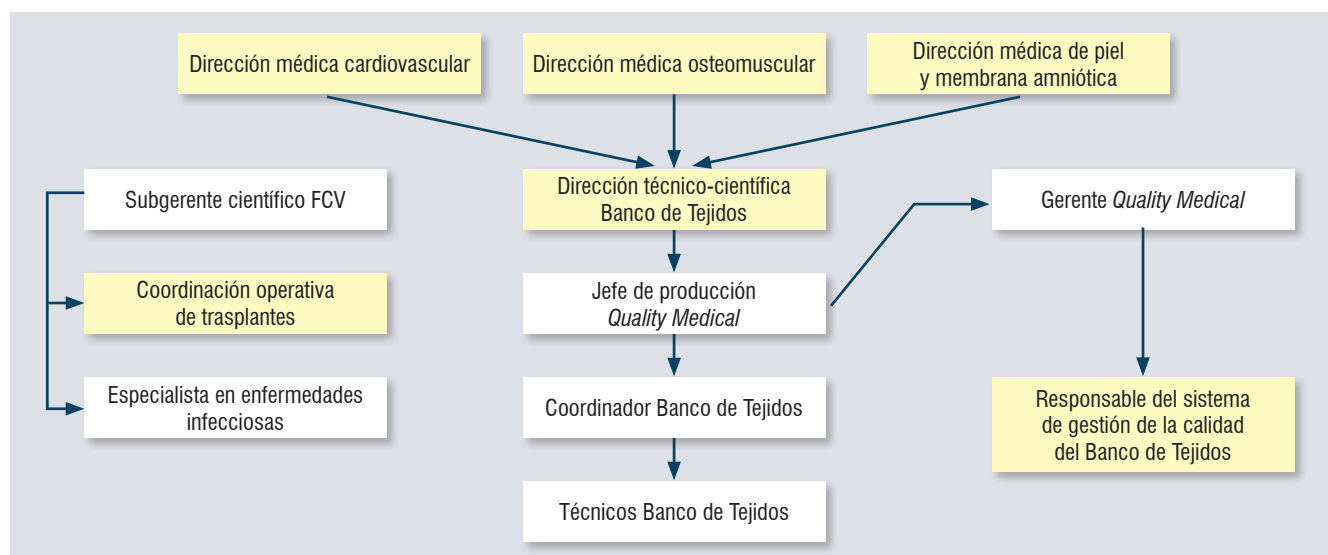 Dirección médica cardiovascular
Dirección médica osteomuscular
Dirección médica de piel
y membrana amniótica
Subgerente científico FCV
Dirección técnico-científica
Banco de Tejidos
Gerente Quality Medical
Coordinación operativa
de trasplantes
Jefe de producción
Quality Medical
Especialista en enfermedades
infecciosas
Coordinador Banco de Tejidos
Responsable del sistema
de gestión de la calidad
del Banco de Tejidos
Técnicos Banco de Tejidos